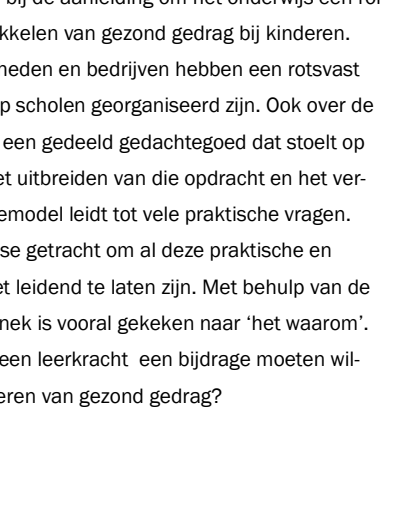 bij de aanleiding om het onderwijs een rol
kkelen van gezond gedrag bij kinderen.
heden en bedrijven hebben een rotsvast
p scholen georganiseerd zijn. Ook over de
een gedeeld gedachtegoed dat stoelt op
et uitbreiden van die opdracht en het ver-
emodel leidt tot vele praktische vragen.
se getracht om al deze praktische en
et leidend te laten zijn. Met behulp van de
nek is vooral gekeken naar ‘het waarom’.
een leerkracht  een bijdrage moeten wil-
eren van gezond gedrag?